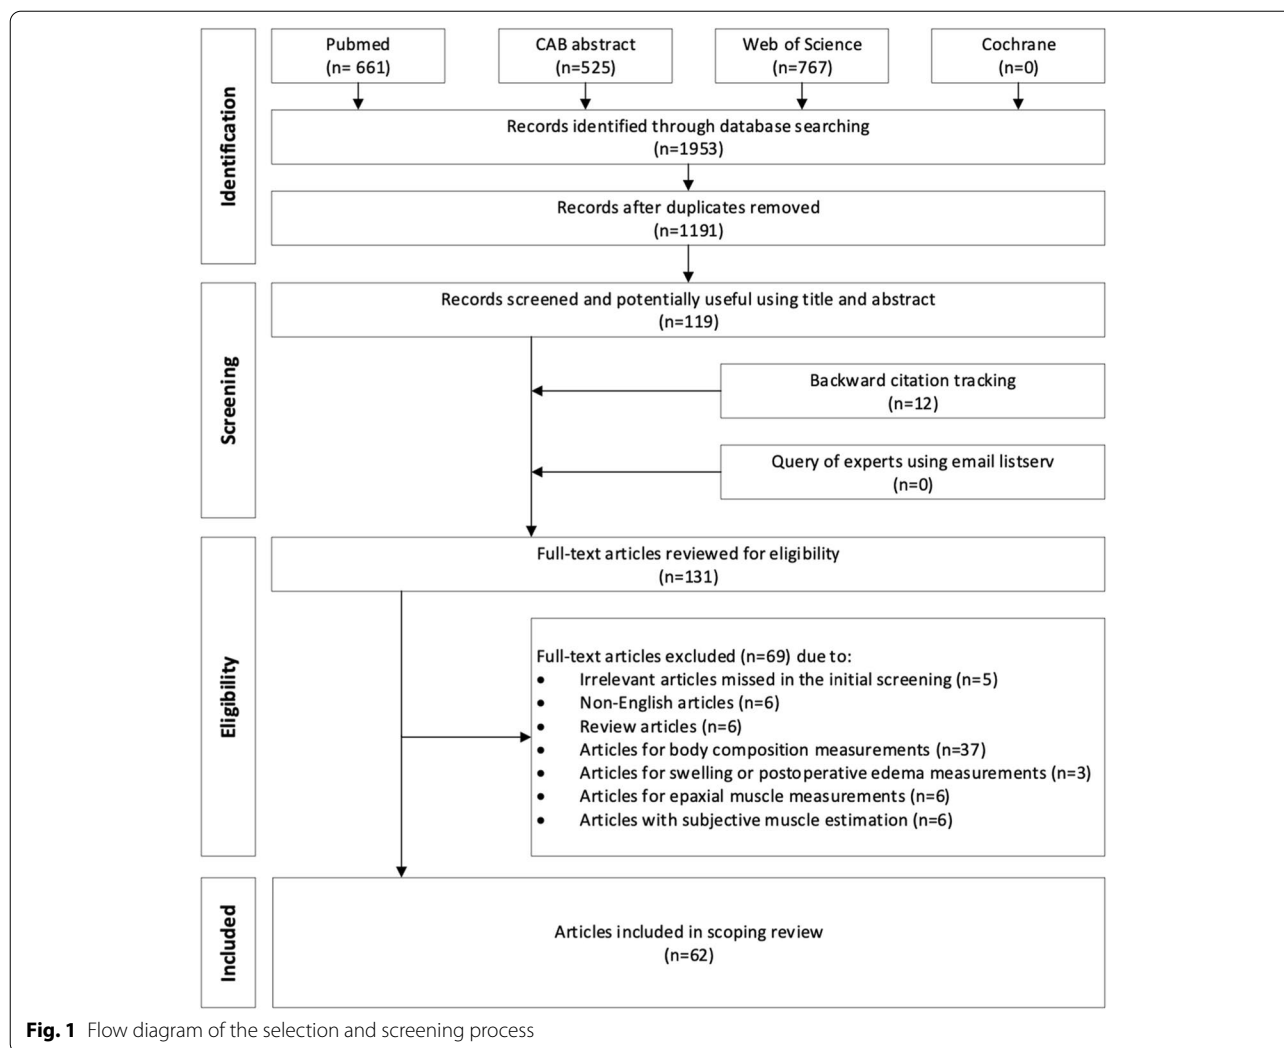 Identification
Pubmed
(n= 661)
CAB abstract
(n=525)
Web of Science
(n=767)
Cochrane
(n=0)
Records identified through database searching
(n=1953)
Records after duplicates removed
(n=1191)
Screening
Records screened and potentially useful using title and abstract
(n=119)
Backward citation tracking
(n=12)
Query of experts using email listserv
(n=0)
Eligibility
Full-text articles reviewed for eligibility
(n=131)
Full-text articles excluded (n=69) due to:
• Irrelevant articles missed in the initial screening (n=5)
• Non-English articles (n=6)
• Review articles (n=6)
• Articles for body composition measurements (n=37)
• Articles for swelling or postoperative edema measurements (n=3)
• Articles for epaxial muscle measurements (n=6)
• Articles with subjective muscle estimation (n=6)
Included
Articles included in scoping review
(n=62)
Fig. 1 Flow diagram of the selection and screening process